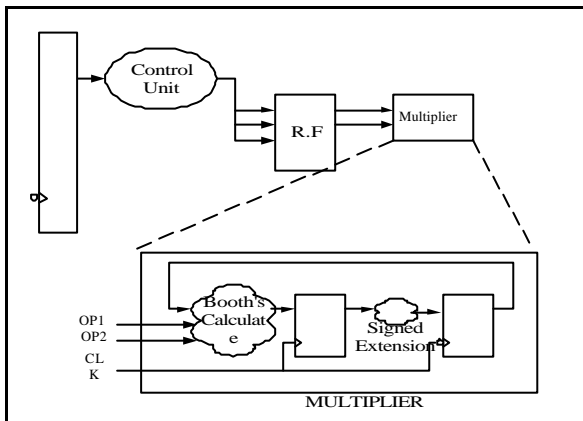 Control
Unit
R.F
Multiplier
Booth's
Calculat
e
Signed
Extension
OP1
OP2
CL
K
MULTIPLIER